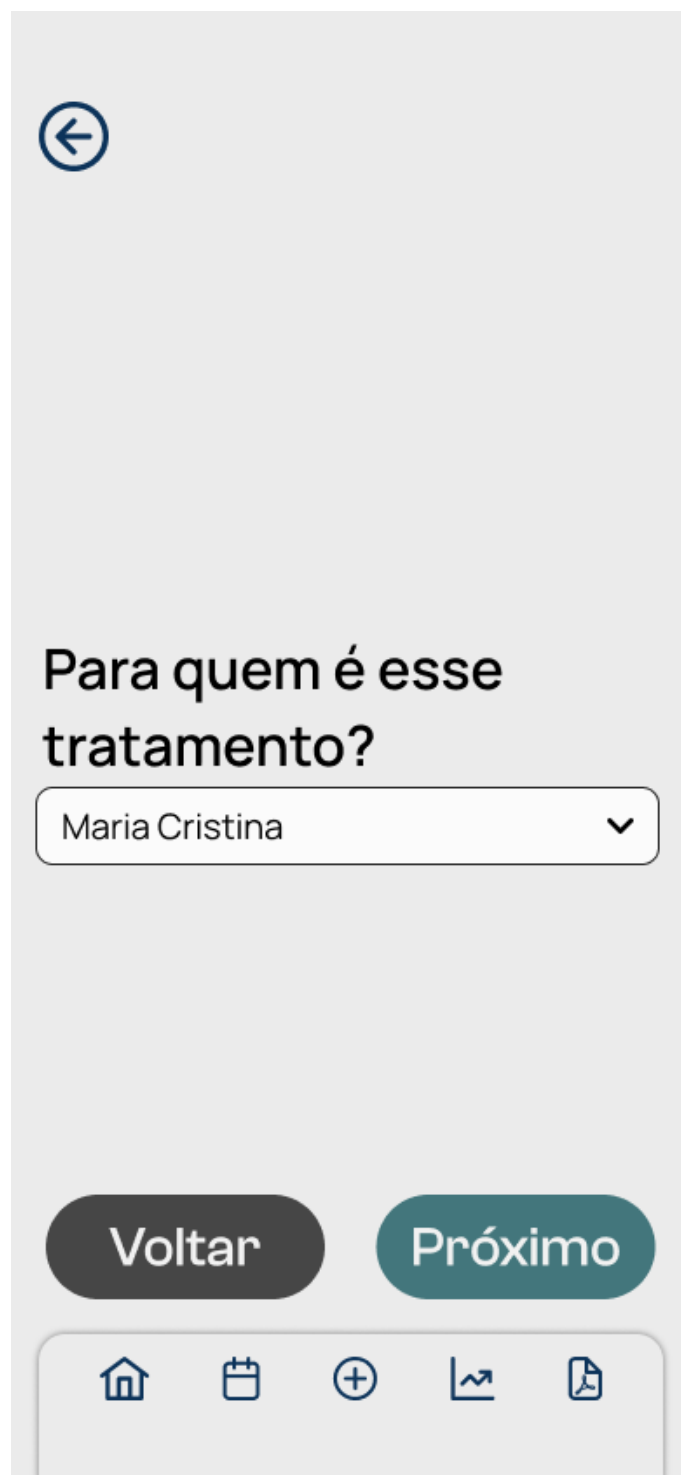 Para quem é esse
tratamento?
Maria Cristina
Voltar
Próximo